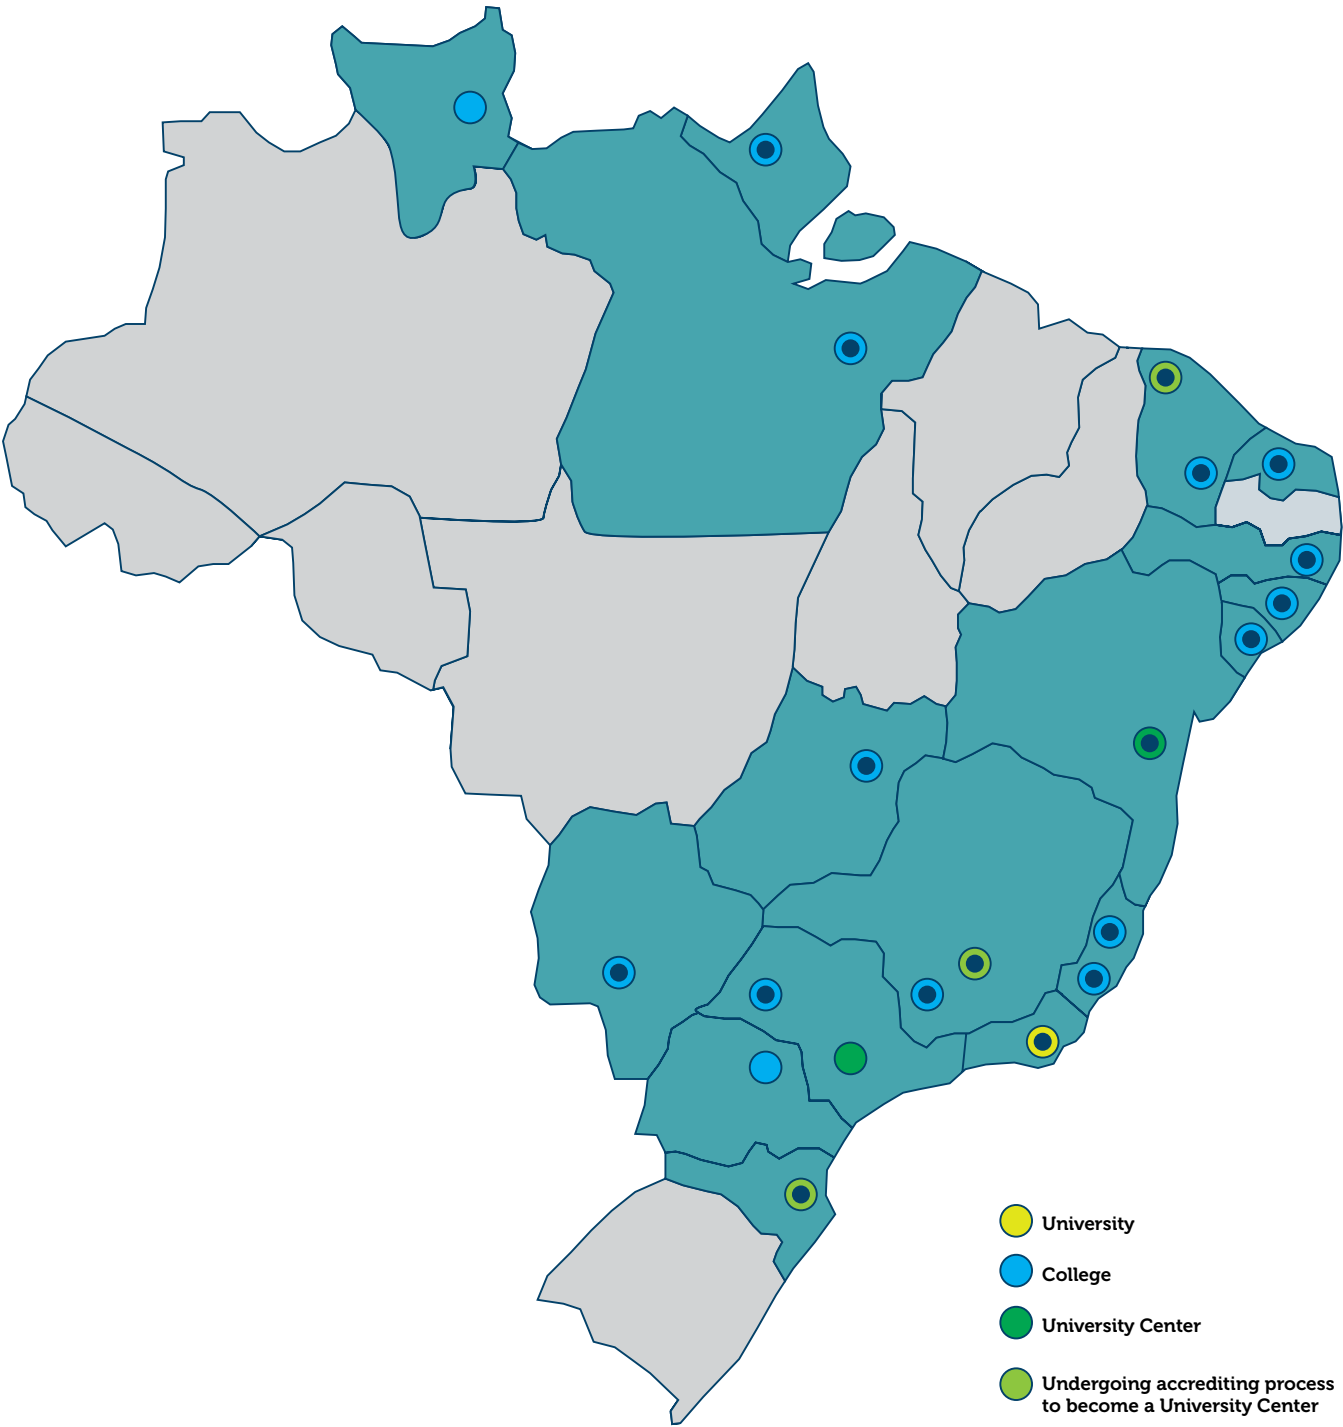 University
College
University Center
Undergoing accrediting process
to become a University Center